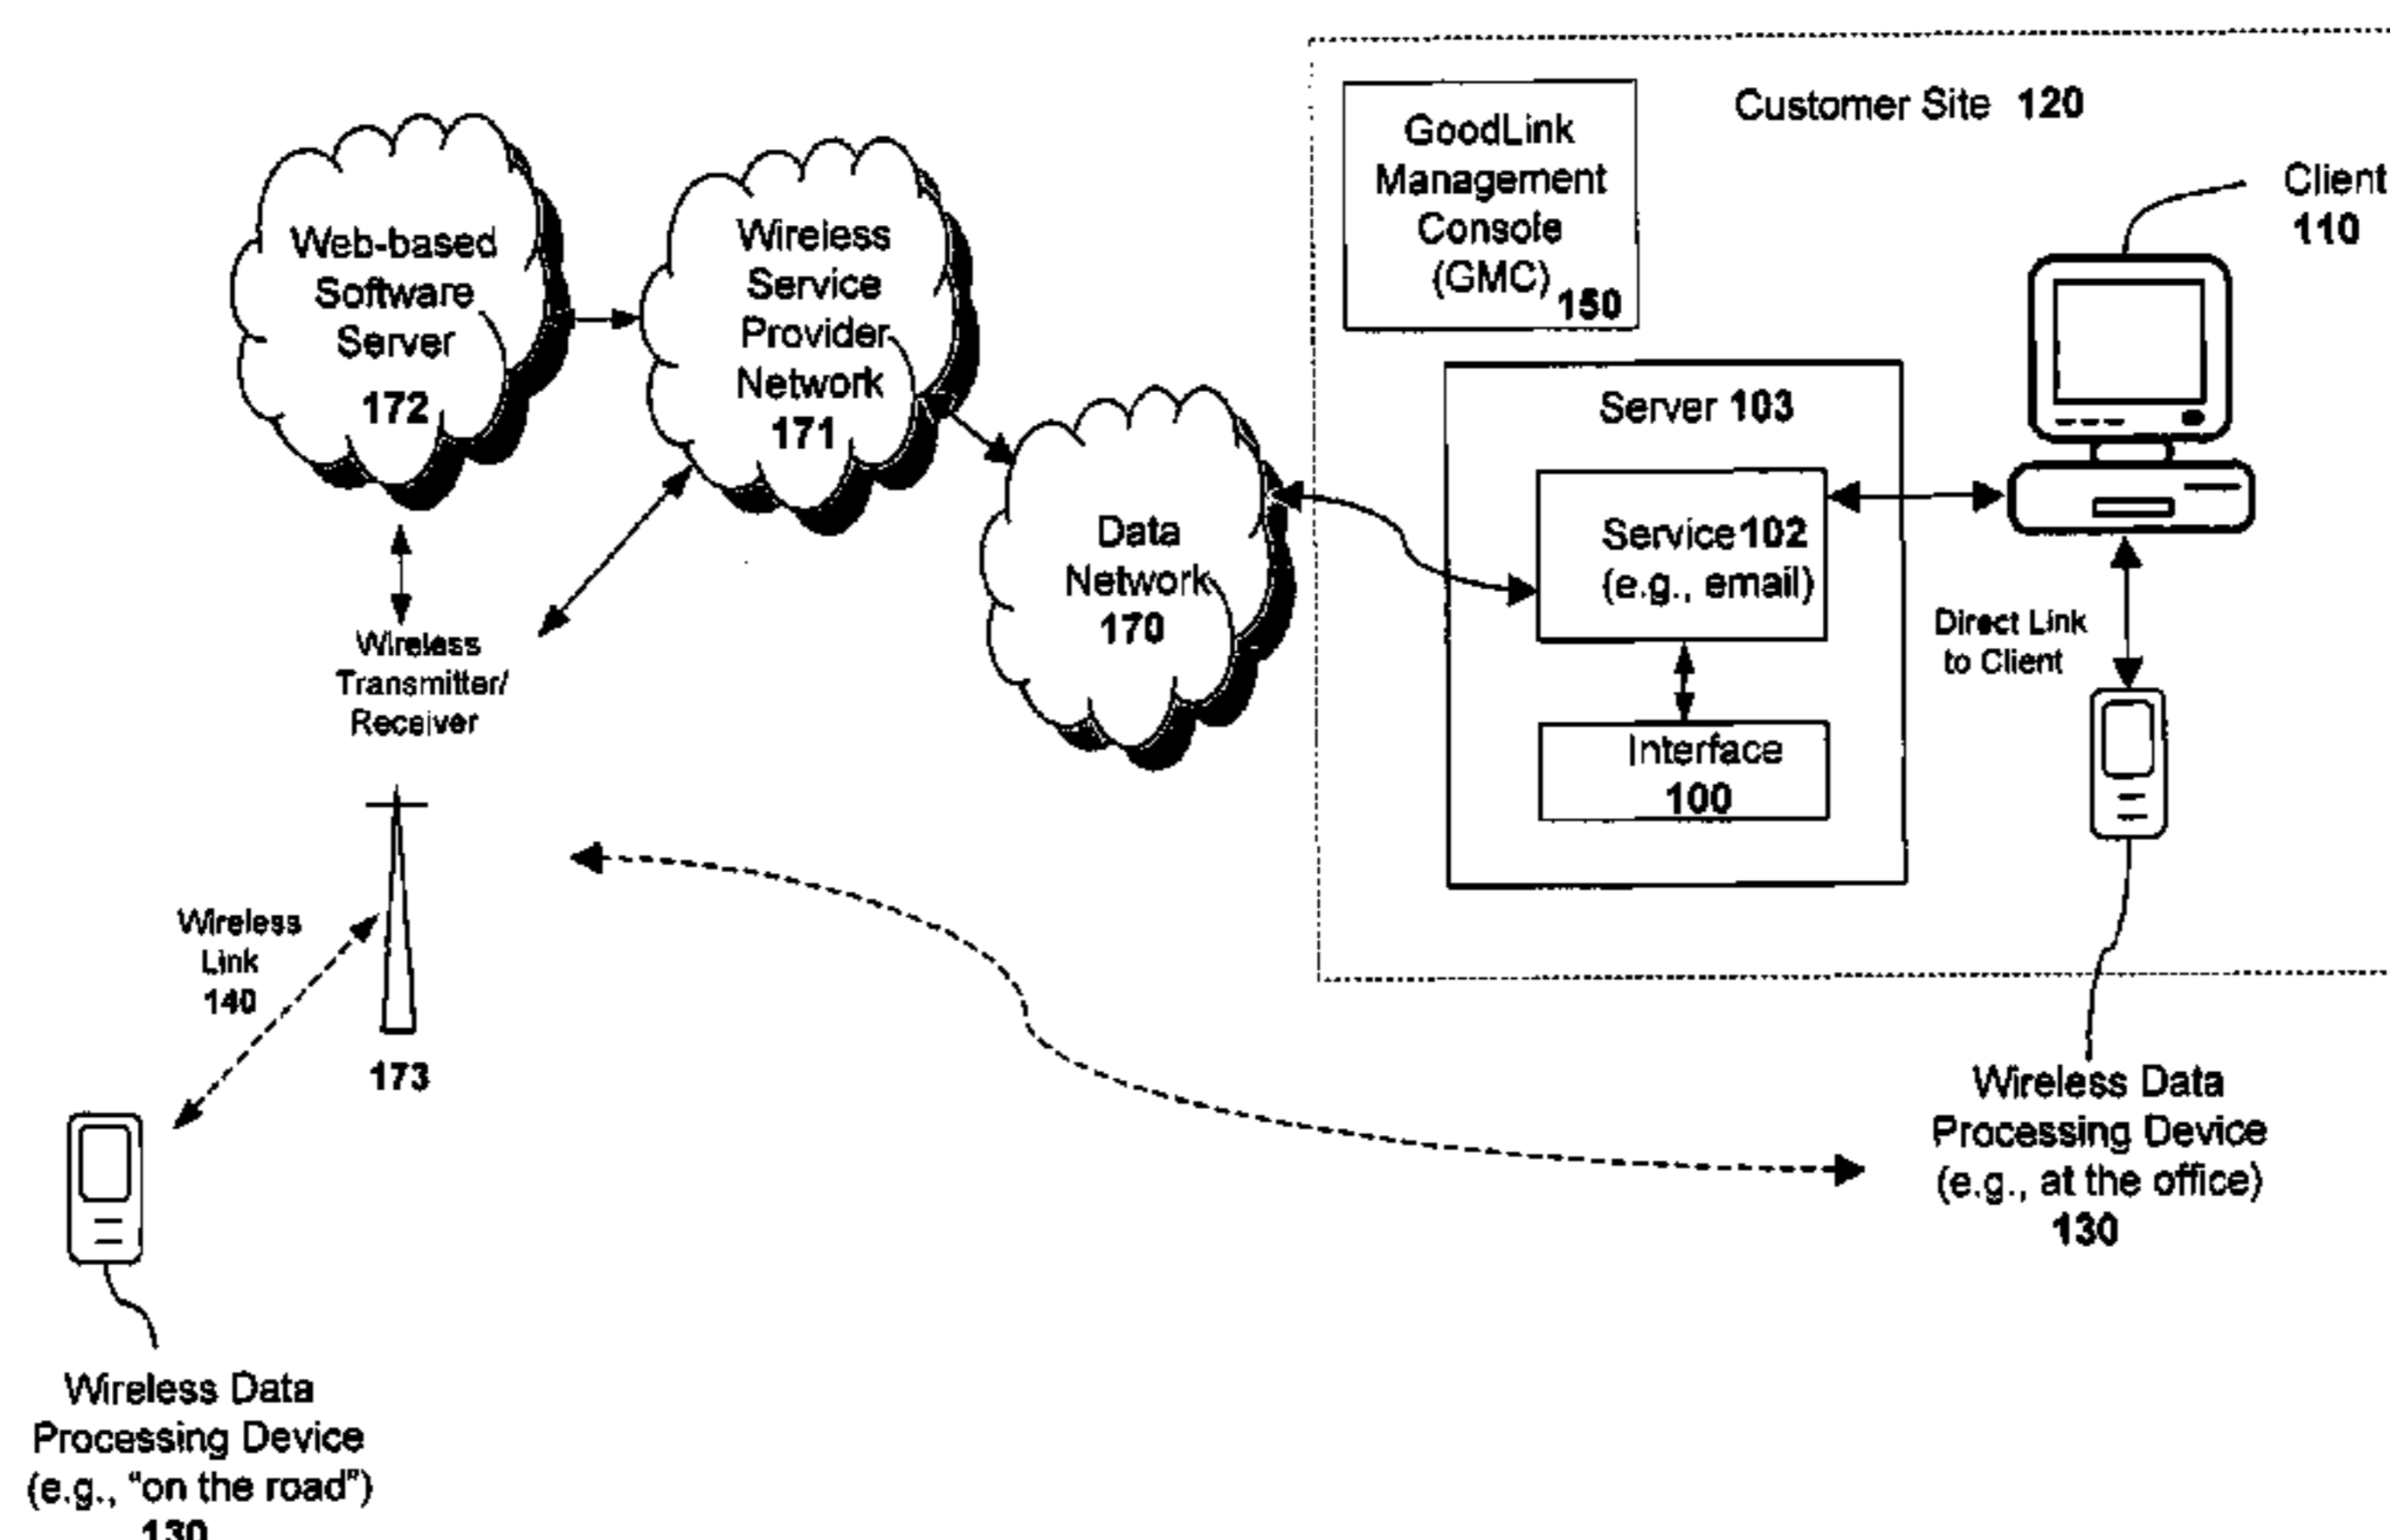 Customer Site 120
GoodLink
Management
Console
(GMC)
150
Client
110
Web-based
Software
Server
172
Wireless
Service
Provider
Network
171
Server 103
Data
Network
170
Service 102
(e.g., email)
Interface
100
Direct Link
to Client
Wireless
Transmitter/
Receiver
Wireless
Link
140
173
Wireless Data
Processing Device
(e.g., at the office)
130
Wireless Data
Processing Device
(e.g., “on the road”)
130